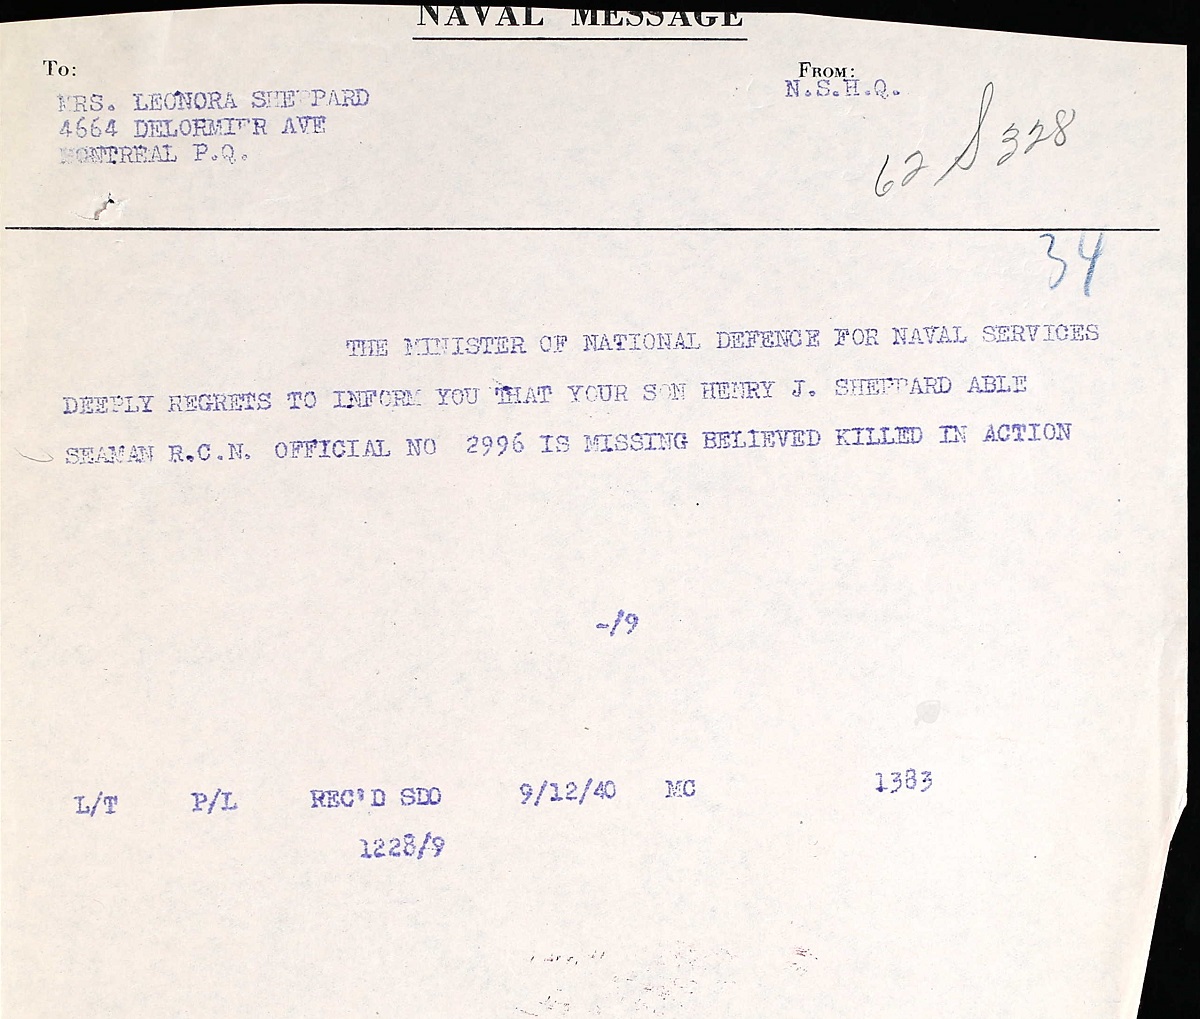 NAVAL MESSAGE
To:
MRS. LEONORA SHEPPARD
4664 DELORMIER AVE
MONTREAL P.Q.
FROM:
N.S.H.Q.
62 S 328
34
THE MINISTER OF NATIONAL DEFENCE FOR NAVAL SERVICES
DEEPLY REGRETS TO INFORM YOU THAT YOUR SON HENRY J. SHEPPARD ABLE
SEAMAN R.C.N. OFFICIAL NO 2996 IS MISSING BELIEVED KILLED IN ACTION
-/9
L/T P/L REC'D SDO 9/12/40 MC 1383
1228/9